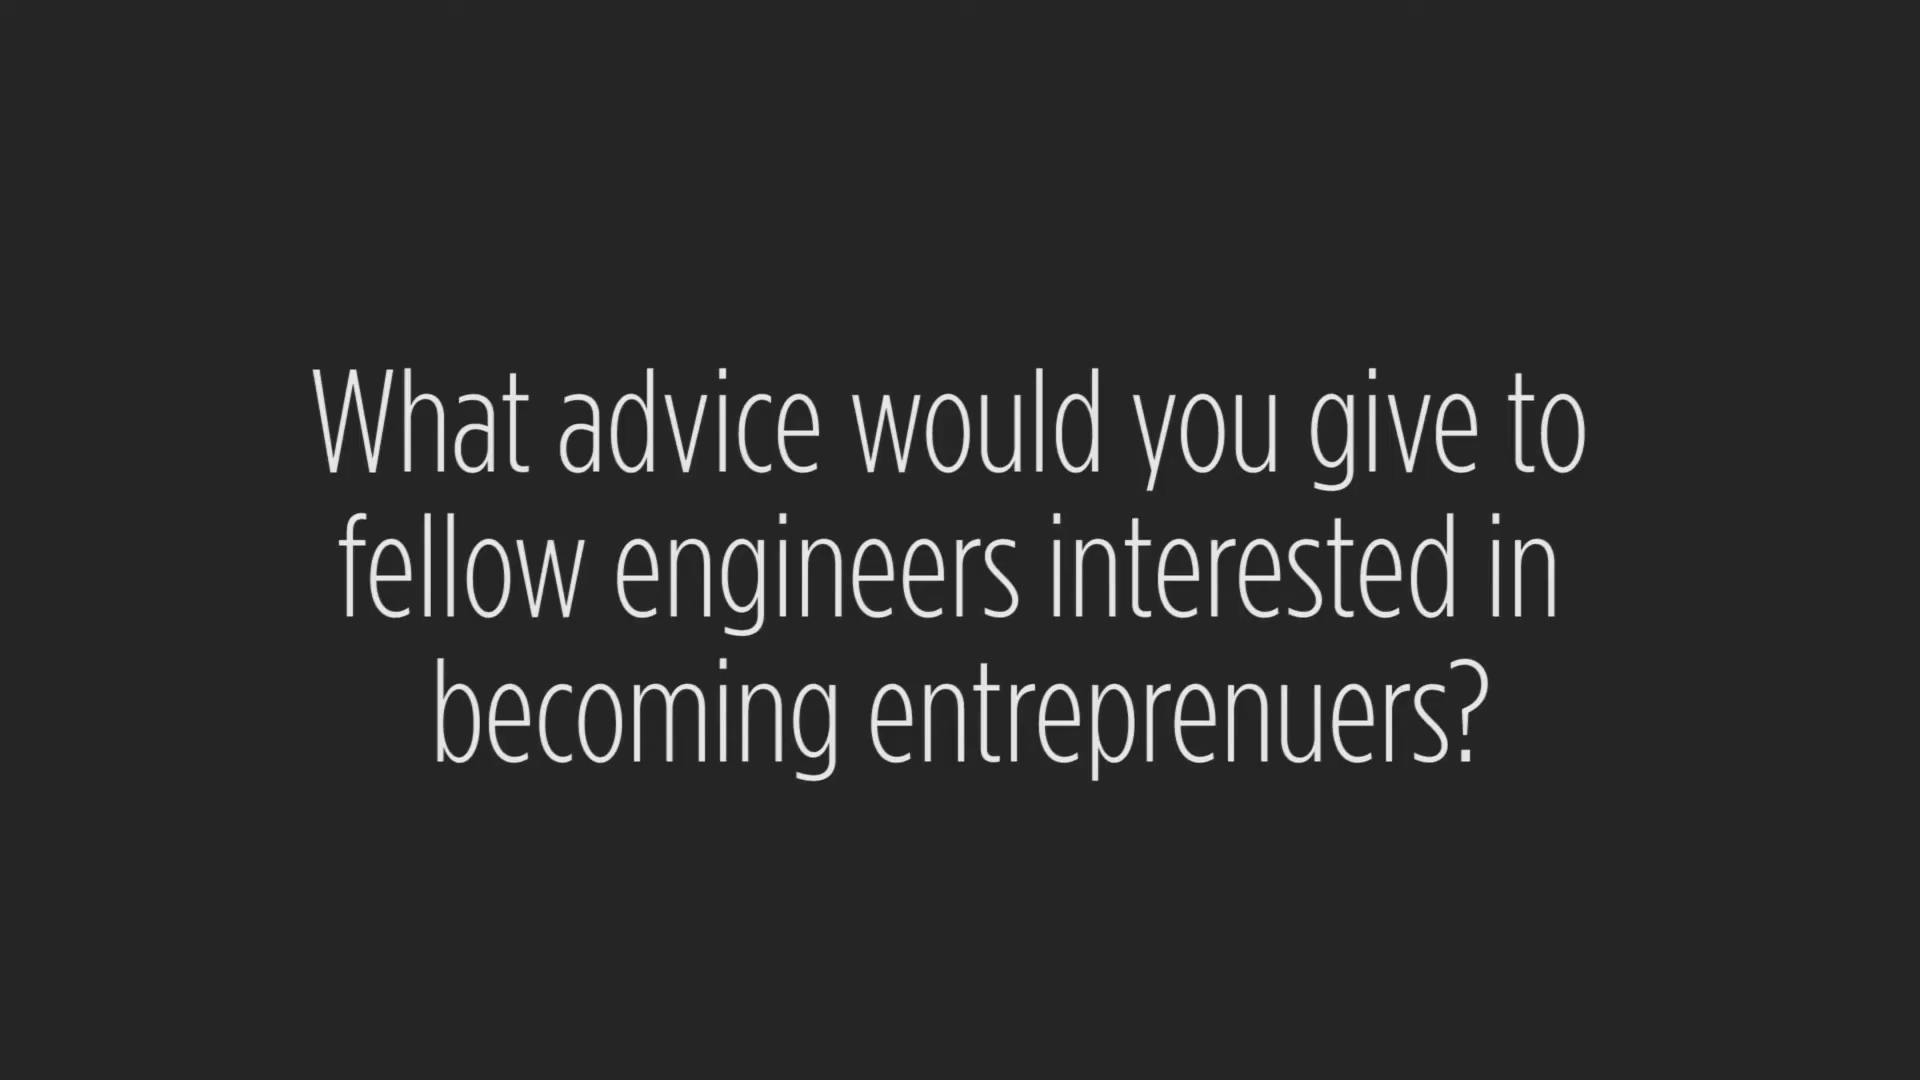 What advice would you give to
fellow engineers interested in
becoming entreprenuers?